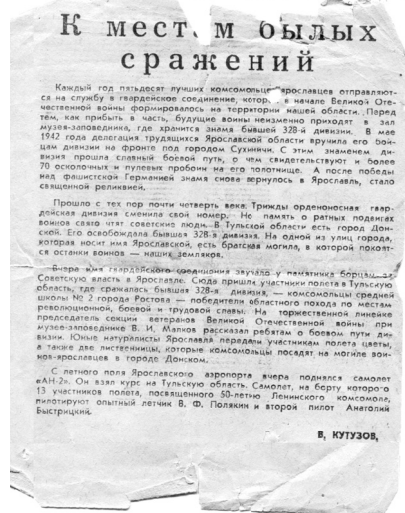 К местам былых
сражений
Каждый год пятьдесят лучших комсомольцев-ярославцев отправляют-
ся на службу в гвардейское соединение, которое в начале Великой Оте-
чественной войны формировалось на территории нашей области. Перед
тем, как прибыть в часть, будущие воины неизменно приходят в зал
музея-заповедника, где хранится знамя бывшей 328-й дивизии. В мае
1942 года делегация трудящихся Ярославской области вручила его бой-
цам дивизии на фронте под городом Сухиничи. С этим знаменем ди-
визия прошла славный боевой путь, о чем свидетельствуют и более
70 осколочных и пулевых пробоин на его полотнище. А после победы
над фашистской Германией знамя снова вернулось в Ярославль, стало
священной реликвией.
Прошло с тех пор почти четверть века. Трижды орденоносная гвар-
дейская дивизия сменила свой номер. Но память о ратных подвигах
воинов свято чтят советские люди. В Тульской области есть город Дон-
ской. Его освобождала бывшая 328-я дивизия. На одной из улиц города,
которая носит имя Ярославской, есть братская могила, в которой покоят-
ся останки воинов — наших земляков.
Вчера имя гвардейского соединения звучало у памятника борцам за
Советскую власть в Ярославле. Сюда пришли участники полета в Тульскую
область, где сражалась бывшая 328-я дивизия, — комсомольцы средней
школы № 2 города Ростова — победители областного похода по местам
революционной, боевой и трудовой славы. На торжественной линейке
председатель секции ветеранов Великой Отечественной войны при
музее-заповеднике В. И. Малков рассказал ребятам о боевом пути ди-
визии. Юные натуралисты Ярославля передали участникам полета цветы,
а также две лиственницы, которые комсомольцы посадят на могиле вои-
нов-ярославцев в городе Донском.
С летного поля Ярославского аэропорта вчера поднялся самолет
«АН-2». Он взял курс на Тульскую область. Самолет, на борту которого
13 участников полета, посвященного 50-летию Ленинского комсомола,
пилотируют опытный летчик В. Ф. Полякин и второй пилот Анатолий
Быстрицкий.
В. КУТУЗОВ,